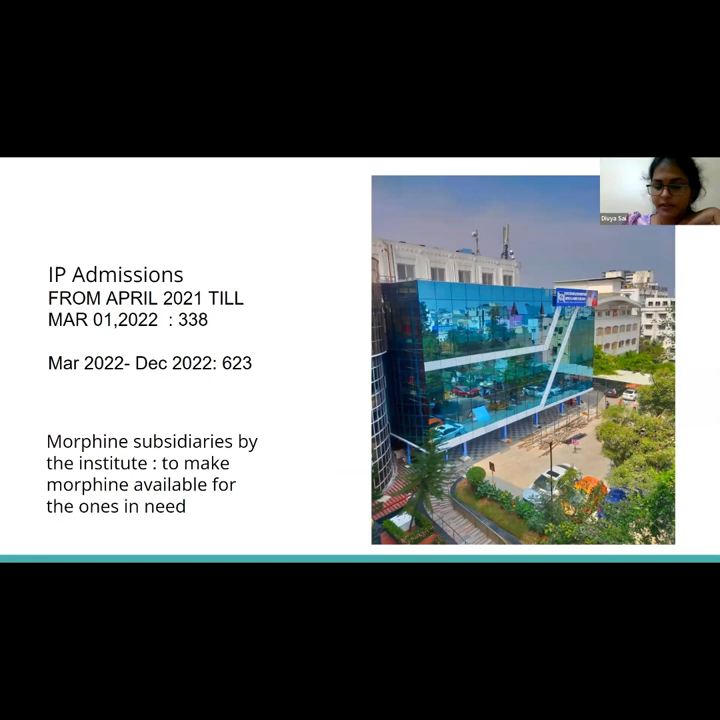 IP Admissions
FROM APRIL 2021 TILL
MAR 01,2022 : 338
Mar 2022- Dec 2022: 623
Morphine subsidiaries by
the institute : to make
morphine available for
the ones in need
Divya Sai